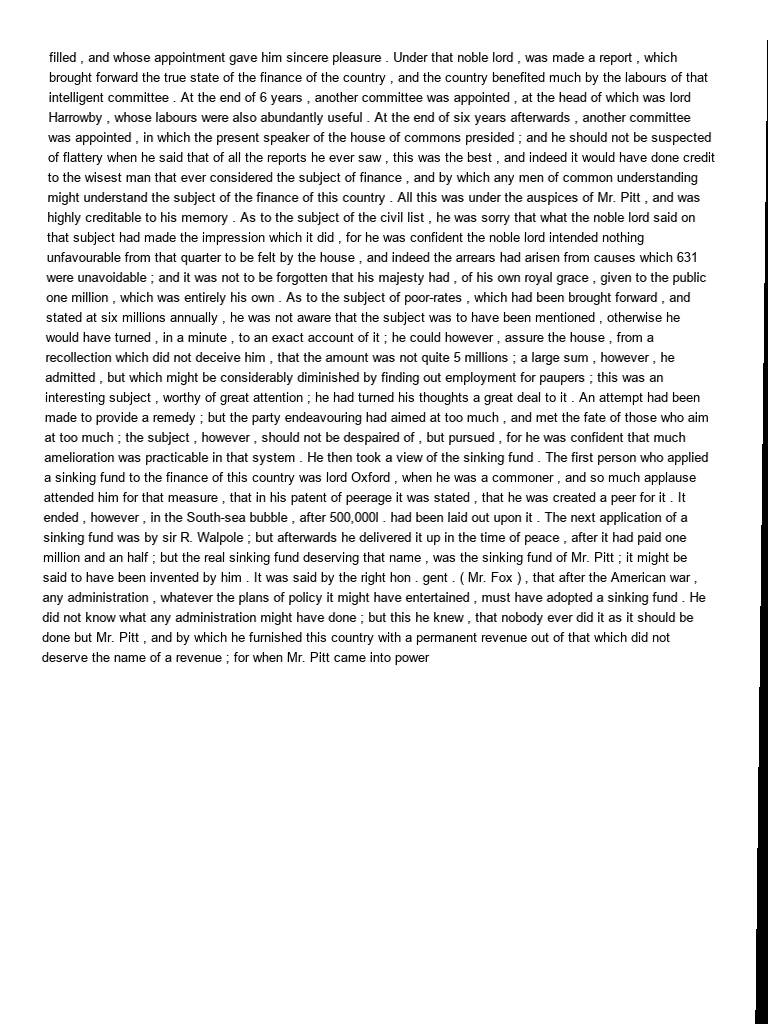 filled , and whose appointment gave him sincere pleasure . Under that noble lord , was made a report , which
brought forward the true state of the finance of the country , and the country benefited much by the labours of that
intelligent committee . At the end of 6 years , another committee was appointed , at the head of which was lord
Harrowby , whose labours were also abundantly useful . At the end of six years afterwards , another committee
was appointed , in which the present speaker of the house of commons presided ; and he should not be suspected
of flattery when he said that of all the reports he ever saw , this was the best , and indeed it would have done credit
to the wisest man that ever considered the subject of finance , and by which any men of common understanding
might understand the subject of the finance of this country . All this was under the auspices of Mr. Pitt , and was
highly creditable to his memory . As to the subject of the civil list , he was sorry that what the noble lord said on
that subject had made the impression which it did , for he was confident the noble lord intended nothing
unfavourable from that quarter to be felt by the house , and indeed the arrears had arisen from causes which 631
were unavoidable ; and it was not to be forgotten that his majesty had , of his own royal grace , given to the public
one million , which was entirely his own . As to the subject of poor-rates , which had been brought forward , and
stated at six millions annually , he was not aware that the subject was to have been mentioned , otherwise he
would have turned , in a minute , to an exact account of it ; he could however , assure the house , from a
recollection which did not deceive him , that the amount was not quite 5 millions ; a large sum , however , he
admitted , but which might be considerably diminished by finding out employment for paupers ; this was an
interesting subject , worthy of great attention ; he had turned his thoughts a great deal to it . An attempt had been
made to provide a remedy ; but the party endeavouring had aimed at too much , and met the fate of those who aim
at too much ; the subject , however , should not be despaired of , but pursued , for he was confident that much
amelioration was practicable in that system . He then took a view of the sinking fund . The first person who applied
a sinking fund to the finance of this country was lord Oxford , when he was a commoner , and so much applause
attended him for that measure , that in his patent of peerage it was stated , that he was created a peer for it . It
ended , however , in the South-sea bubble , after 500,000l . had been laid out upon it . The next application of a
sinking fund was by sir R. Walpole ; but afterwards he delivered it up in the time of peace , after it had paid one
million and an half ; but the real sinking fund deserving that name , was the sinking fund of Mr. Pitt ; it might be
said to have been invented by him . It was said by the right hon . gent . ( Mr. Fox ) , that after the American war ,
any administration , whatever the plans of policy it might have entertained , must have adopted a sinking fund . He
did not know what any administration might have done ; but this he knew , that nobody ever did it as it should be
done but Mr. Pitt , and by which he furnished this country with a permanent revenue out of that which did not
deserve the name of a revenue ; for when Mr. Pitt came into power